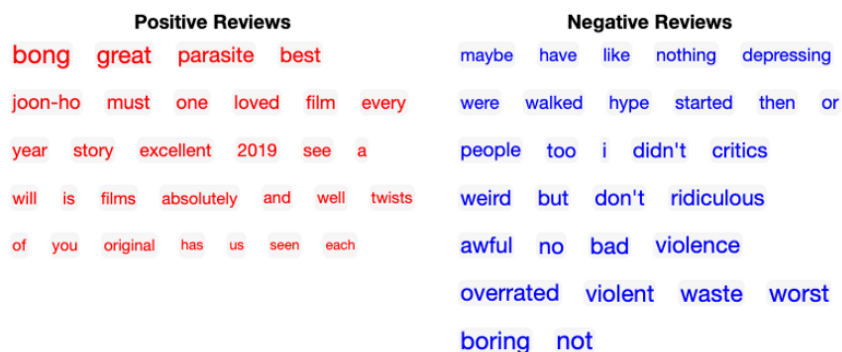 Positive Reviews
bong great parasite best
joon-ho must one loved film every
year story excellent 2019 see a
will is films absolutely and well twists
of you original has us seen each
Negative Reviews
maybe have like nothing depressing
were walked hype started then or
people too i didn't critics
weird but don't ridiculous
awful no bad violence
overrated violent waste worst
boring not